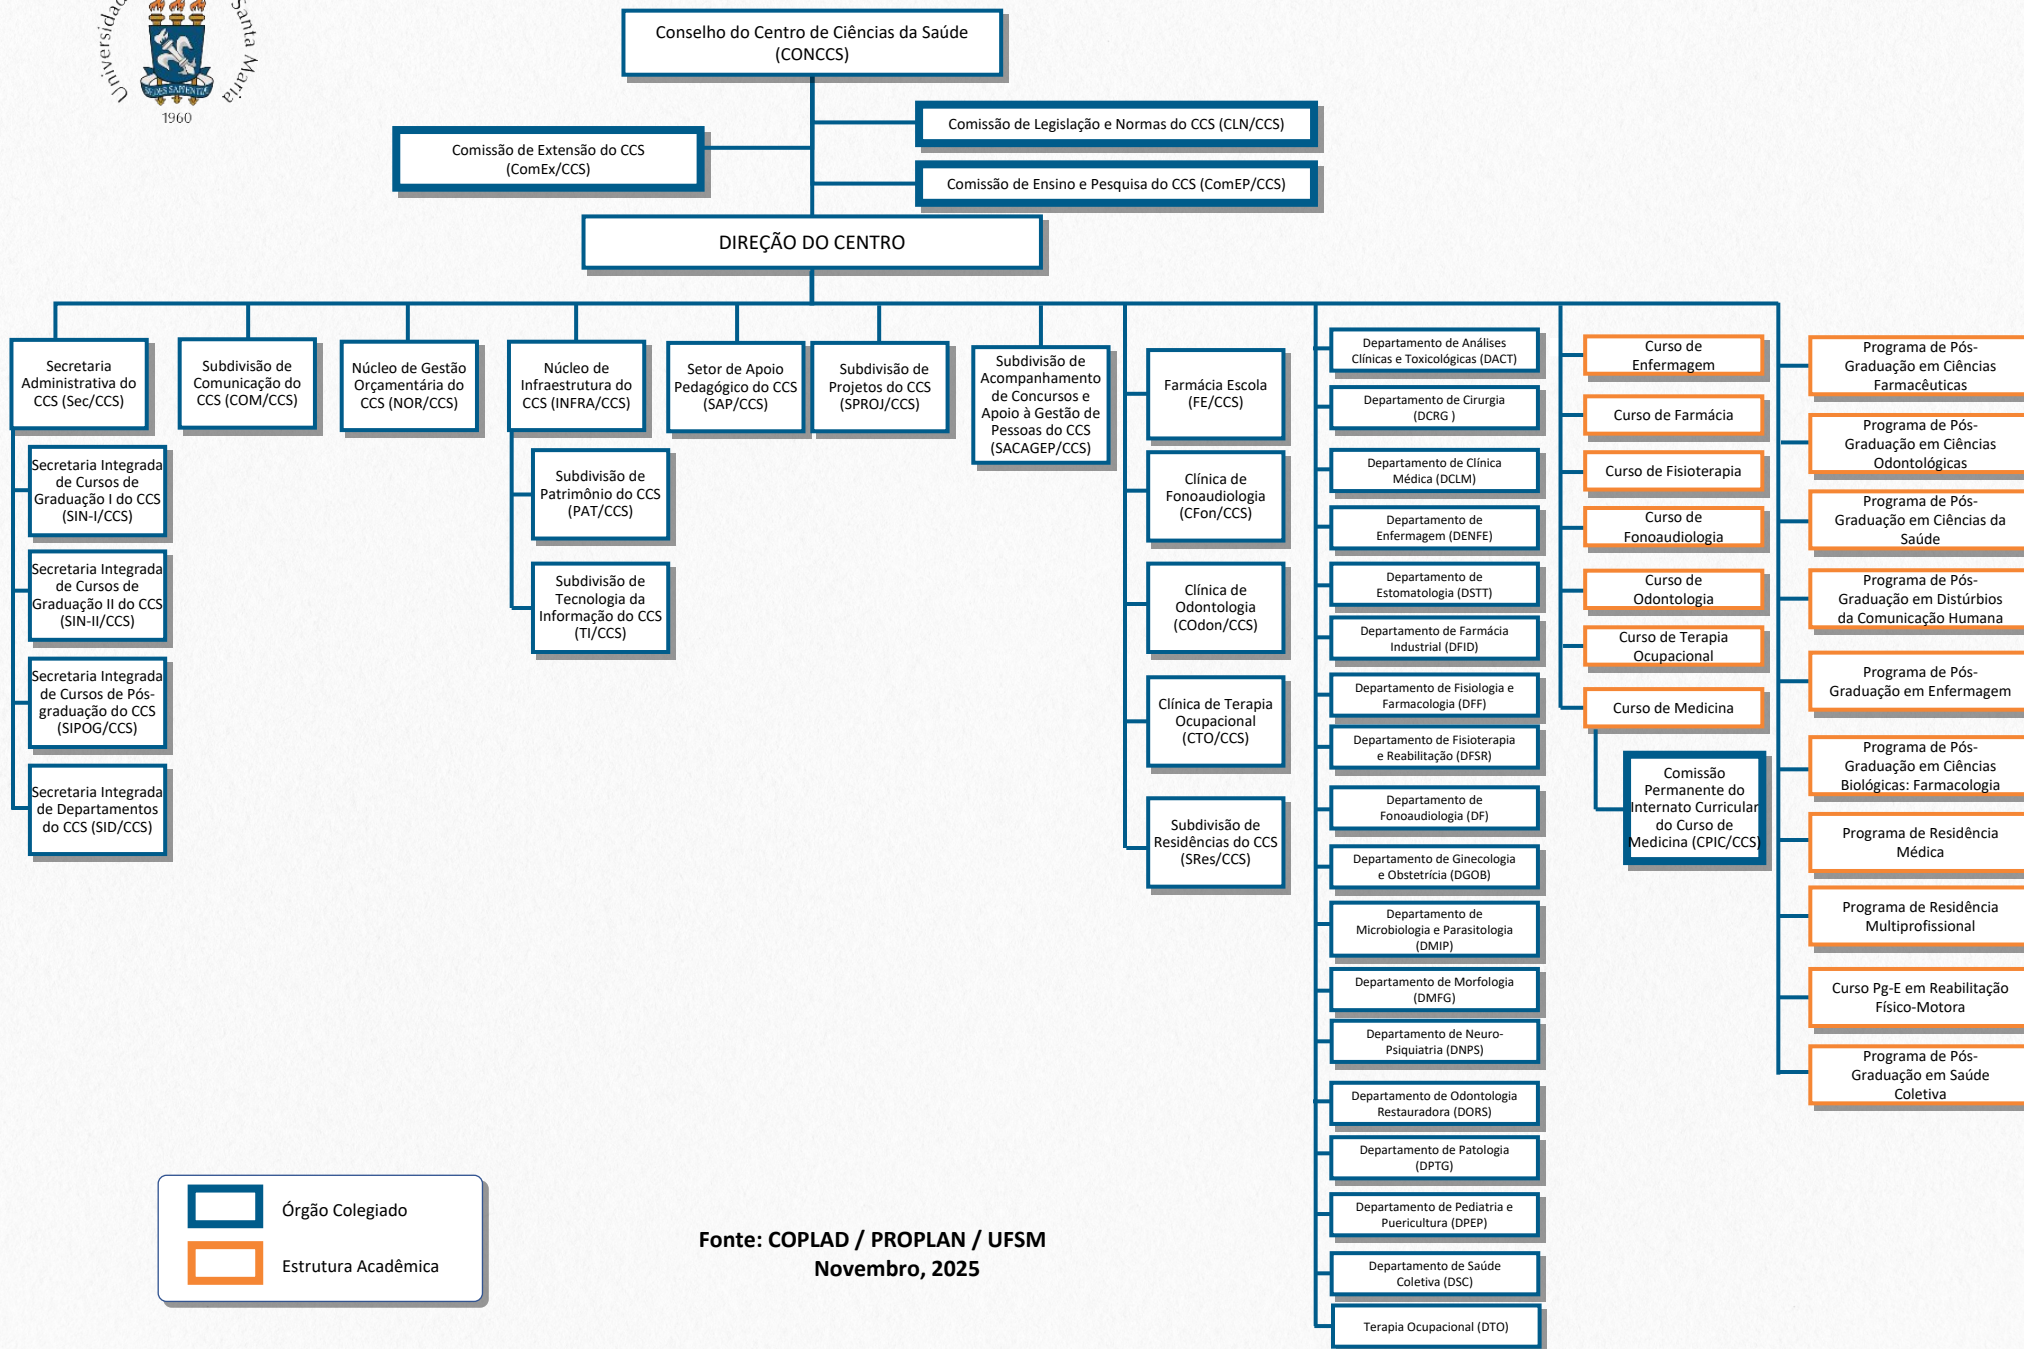 Universidade
Santa Maria
SEDES SAPIENTIAE
1960
Conselho do Centro de Ciências da Saúde
(CONCCS)
Comissão de Legislação e Normas do CCS (CLN/CCS)
Comissão de Extensão do CCS
(ComEx/CCS)
Comissão de Ensino e Pesquisa do CCS (ComEP/CCS)
DIREÇÃO DO CENTRO
Secretaria
Administrativa do
CCS (Sec/CCS)
Secretaria Integrada
de Cursos de
Graduação I do CCS
(SIN-I/CCS)
Secretaria Integrada
de Cursos de
Graduação II do CCS
(SIN-II/CCS)
Secretaria Integrada
de Cursos de Pós-
graduação do CCS
(SIPOG/CCS)
Secretaria Integrada
de Departamentos
do CCS (SID/CCS)
Subdivisão de
Comunicação do
CCS (COM/CCS)
Núcleo de Gestão
Orçamentária do
CCS (NOR/CCS)
Núcleo de
Infraestrutura do
CCS (INFRA/CCS)
Subdivisão de
Patrimônio do CCS
(PAT/CCS)
Subdivisão de
Tecnologia da
Informação do CCS
(TI/CCS)
Setor de Apoio
Pedagógico do CCS
(SAP/CCS)
Subdivisão de
Projetos do CCS
(SPROJ/CCS)
Subdivisão de
Acompanhamento
de Concursos e
Apoio à Gestão de
Pessoas do CCS
(SACAGEP/CCS)
Farmácia Escola
(FE/CCS)
Clínica de
Fonoaudiologia
(CFon/CCS)
Clínica de
Odontologia
(COdon/CCS)
Clínica de Terapia
Ocupacional
(CTO/CCS)
Subdivisão de
Residências do CCS
(SRes/CCS)
Departamento de Análises
Clínicas e Toxicológicas (DACT)
Departamento de Cirurgia
(DCRG )
Departamento de Clínica
Médica (DCLM)
Departamento de
Enfermagem (DENFE)
Departamento de
Estomatologia (DSTT)
Departamento de Farmácia
Industrial (DFID)
Departamento de Fisiologia e
Farmacologia (DFF)
Departamento de Fisioterapia
e Reabilitação (DFSR)
Departamento de
Fonoaudiologia (DF)
Departamento de Ginecologia
e Obstetrícia (DGOB)
Departamento de
Microbiologia e Parasitologia
(DMIP)
Departamento de Morfologia
(DMFG)
Departamento de Neuro-
Psiquiatria (DNPS)
Departamento de Odontologia
Restauradora (DORS)
Departamento de Patologia
(DPTG)
Departamento de Pediatria e
Puericultura (DPEP)
Departamento de Saúde
Coletiva (DSC)
Terapia Ocupacional (DTO)
Curso de
Enfermagem
Curso de Farmácia
Curso de Fisioterapia
Curso de
Fonoaudiologia
Curso de
Odontologia
Curso de Terapia
Ocupacional
Curso de Medicina
Comissão
Permanente do
Internato Curricular
do Curso de
Medicina (CPIC/CCS)
Programa de Pós-
Graduação em Ciências
Farmacêuticas
Programa de Pós-
Graduação em Ciências
Odontológicas
Programa de Pós-
Graduação em Ciências da
Saúde
Programa de Pós-
Graduação em Distúrbios
da Comunicação Humana
Programa de Pós-
Graduação em Enfermagem
Programa de Pós-
Graduação em Ciências
Biológicas: Farmacologia
Programa de Residência
Médica
Programa de Residência
Multiprofissional
Curso Pg-E em Reabilitação
Físico-Motora
Programa de Pós-
Graduação em Saúde
Coletiva
Órgão Colegiado
Estrutura Acadêmica
Fonte: COPLAD / PROPLAN / UFSM
Novembro, 2025